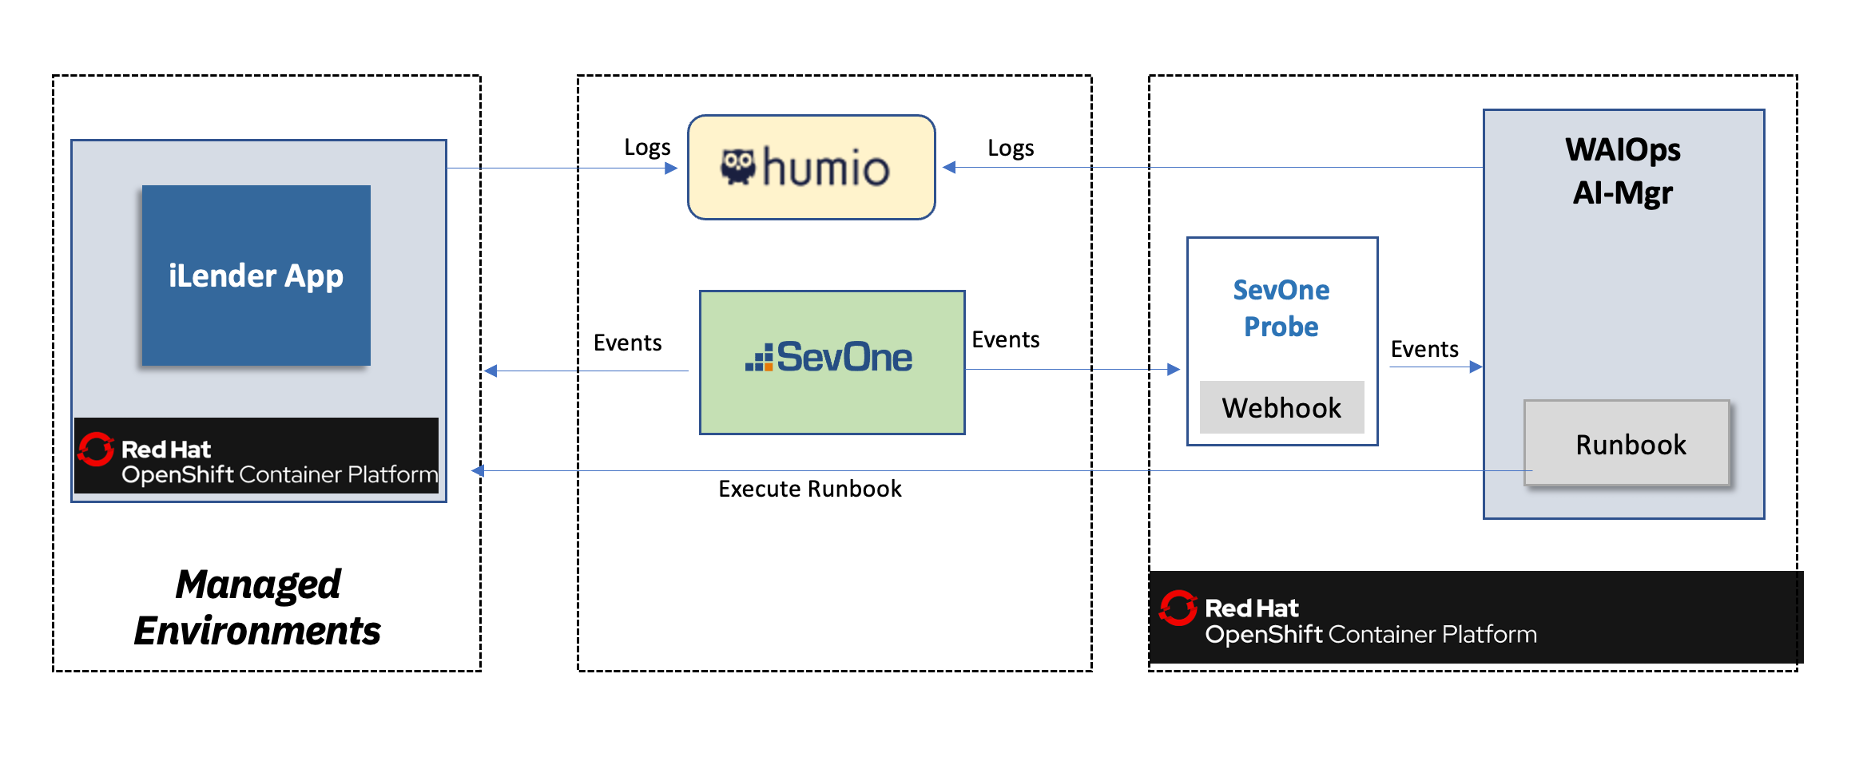 iLender App
Red Hat
OpenShift Container Platform
Managed
Environments
Logs
humio
Logs
Events
SevOne
Events
Execute Runbook
SevOne
Probe
Webhook
Events
WAIOps
AI-Mgr
Runbook
Red Hat
OpenShift Container Platform